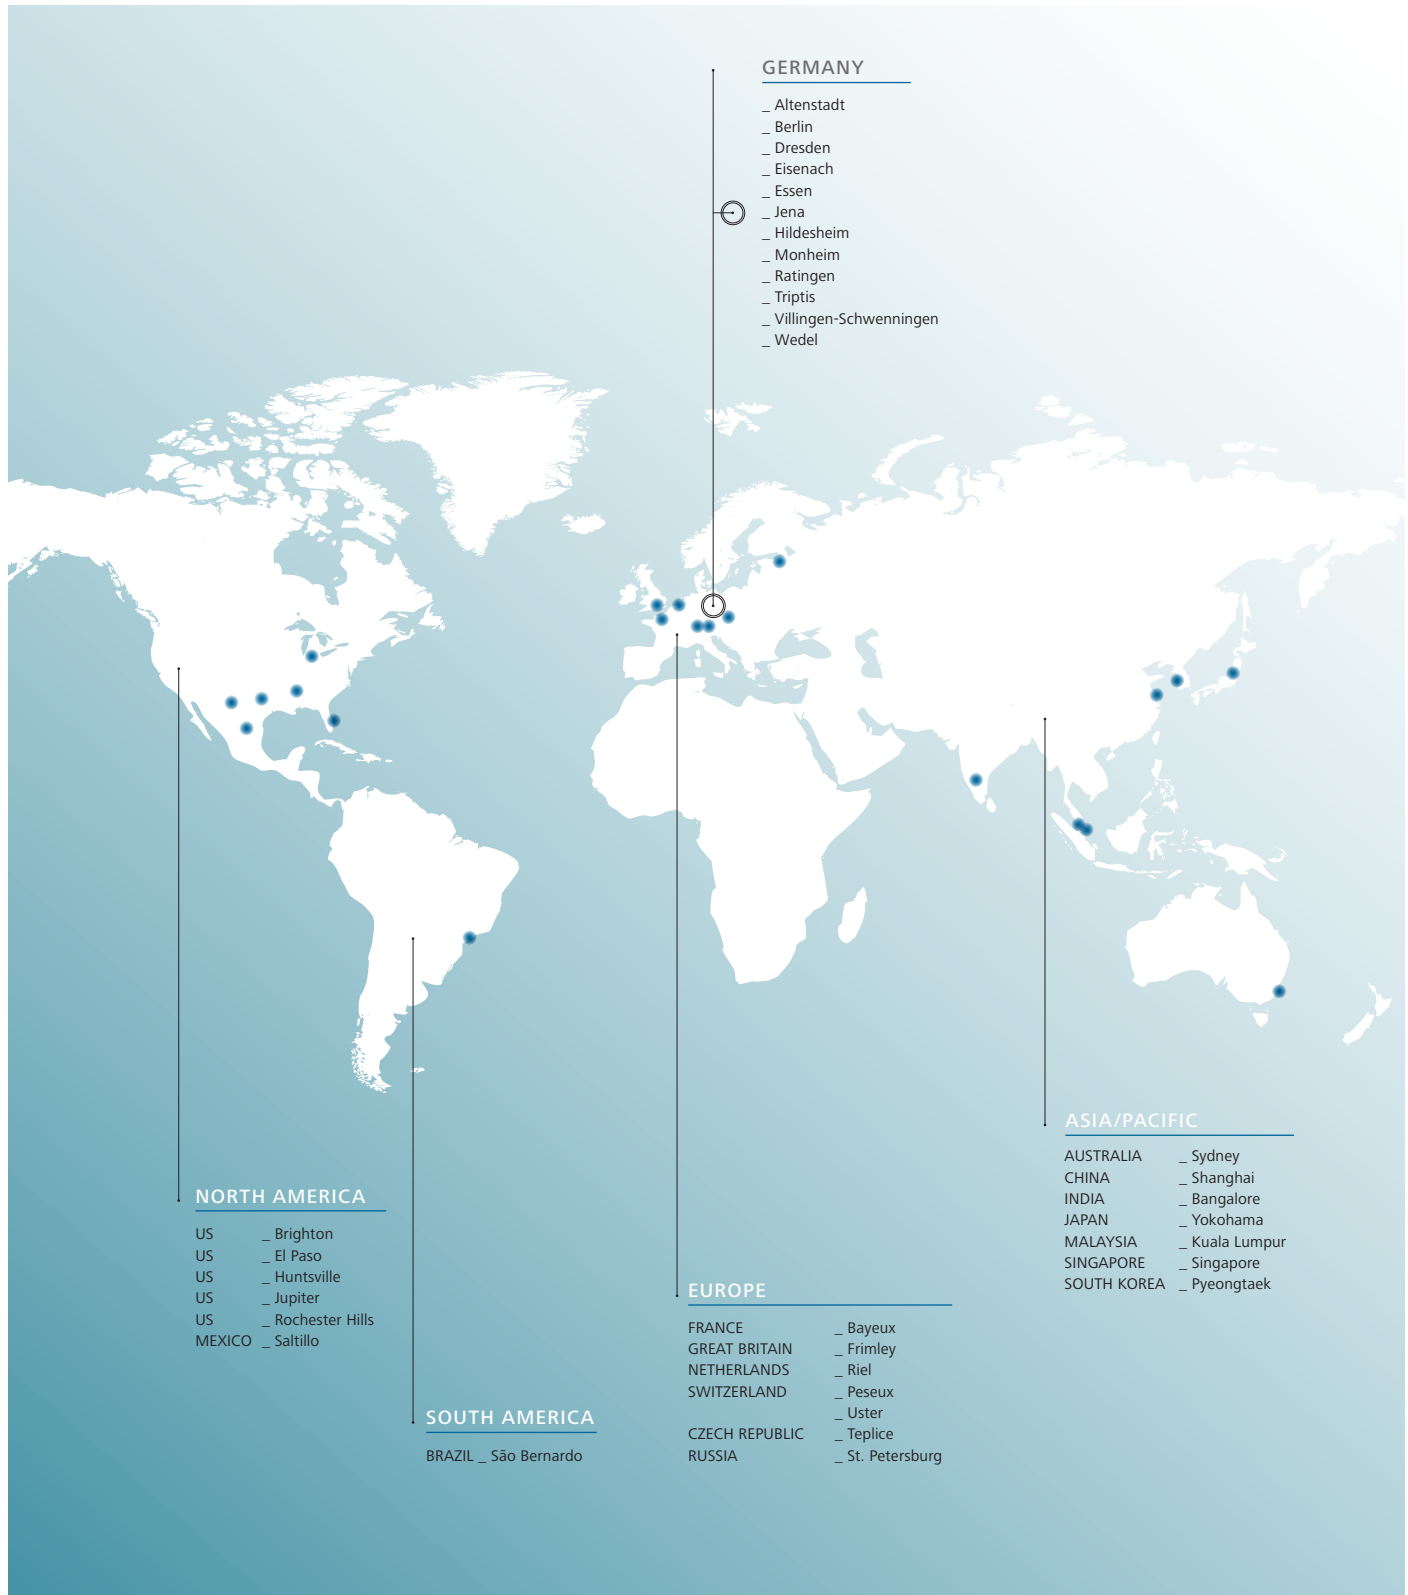 GERMANY
_ Altenstadt
_ Berlin
_ Dresden
_ Eisenach
_ Essen
_ Jena
_ Hildesheim
_ Monheim
_ Ratingen
_ Triptis
_ Villingen-Schwenningen
_ Wedel
NORTH AMERICA
US _ Brighton
US _ El Paso
US _ Huntsville
US _ Jupiter
US _ Rochester Hills
MEXICO _ Saltillo
SOUTH AMERICA
BRAZIL _ São Bernardo
EUROPE
FRANCE _ Bayeux
GREAT BRITAIN _ Frimley
NETHERLANDS _ Riel
SWITZERLAND _ Peseux
_ Uster
CZECH REPUBLIC _ Teplice
RUSSIA _ St. Petersburg
ASIA/PACIFIC
AUSTRALIA _ Sydney
CHINA _ Shanghai
INDIA _ Bangalore
JAPAN _ Yokohama
MALAYSIA _ Kuala Lumpur
SINGAPORE _ Singapore
SOUTH KOREA _ Pyeongtaek